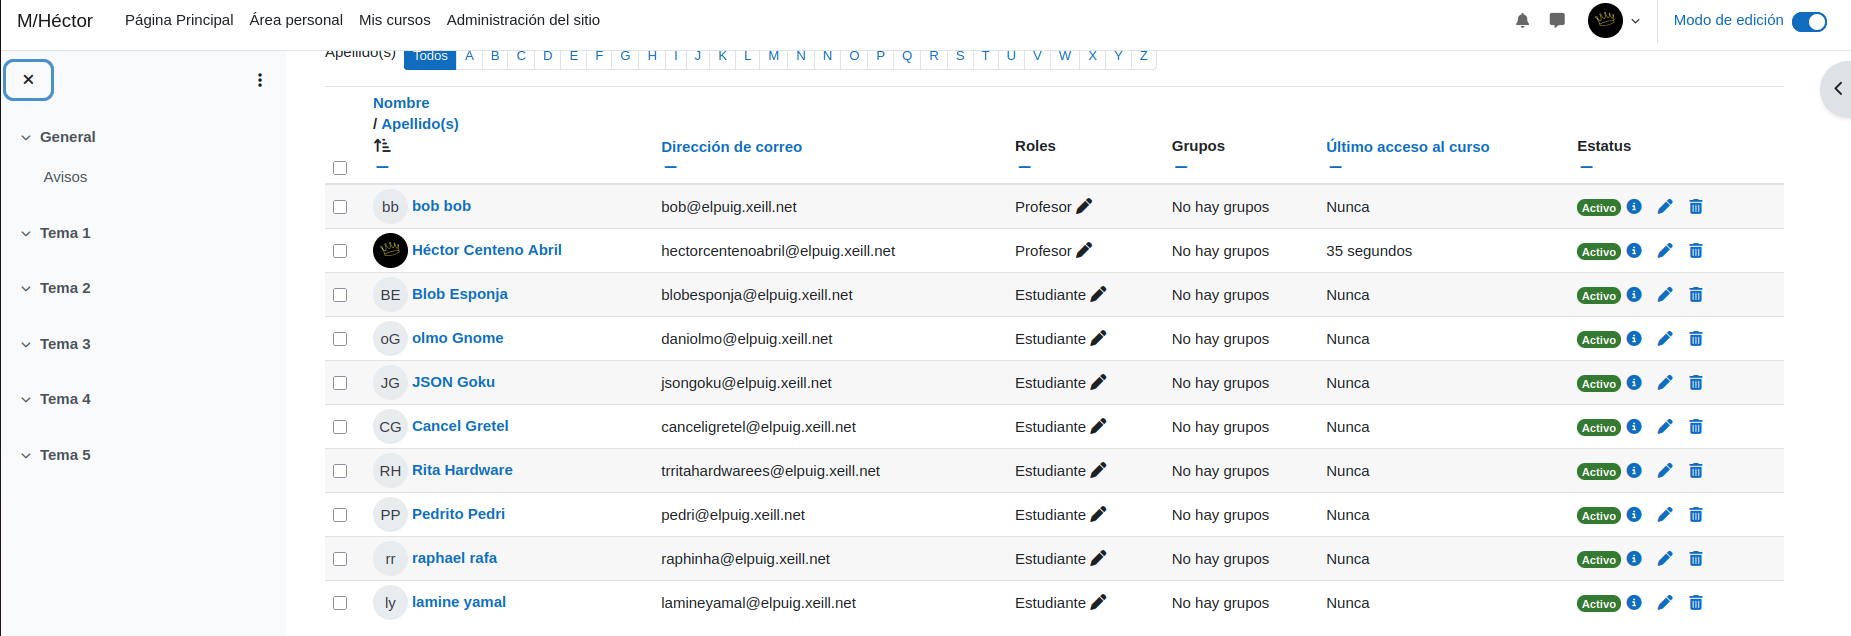 M/Héctor Página Principal Área personal Mis cursos Administración del sitio Modo de edición
Apellido(s) Todos A B C D E F G H I J K L M N N O P Q R S T U V W X Y Z
General
Avisos
Tema 1
Tema 2
Tema 3
Tema 4
Tema 5
Nombre
/ Apellido(s)
Dirección de correo Roles Grupos Último acceso al curso Estatus
bb bob bob bob@elpuig.xeill.net Profesor No hay grupos Nunca Activo
Héctor Centeno Abril hectorcentenoabril@elpuig.xeill.net Profesor No hay grupos 35 segundos Activo
BE Blob Esponja blobesponja@elpuig.xeill.net Estudiante No hay grupos Nunca Activo
oG olmo Gnome daniolmo@elpuig.xeill.net Estudiante No hay grupos Nunca Activo
JG JSON Goku jsongoku@elpuig.xeill.net Estudiante No hay grupos Nunca Activo
CG Cancel Gretel canceligretel@elpuig.xeill.net Estudiante No hay grupos Nunca Activo
RH Rita Hardware trritahardwarees@elpuig.xeill.net Estudiante No hay grupos Nunca Activo
PP Pedrito Pedri pedri@elpuig.xeill.net Estudiante No hay grupos Nunca Activo
rr raphael rafa raphinha@elpuig.xeill.net Estudiante No hay grupos Nunca Activo
ly lamine yamal lamineyamal@elpuig.xeill.net Estudiante No hay grupos Nunca Activo